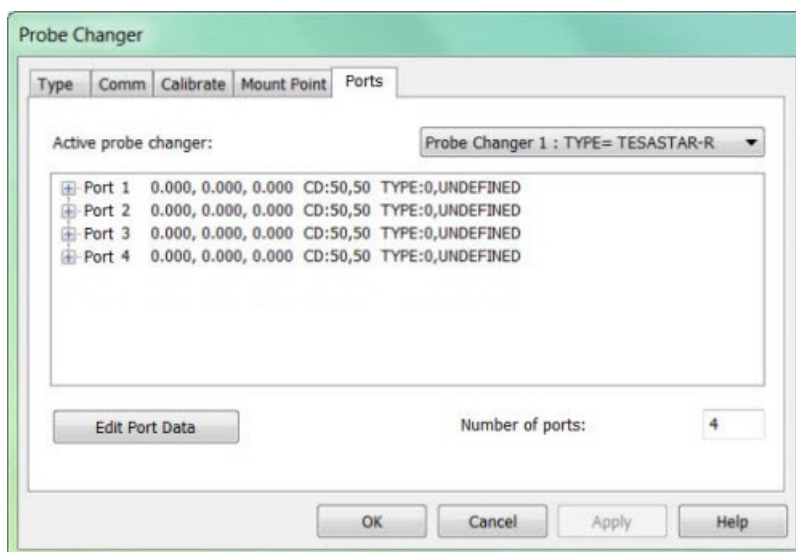 Probe Changer
Type Comm Calibrate Mount Point Ports
Active probe changer: Probe Changer 1 : TYPE= TESASTAR-R
Port 1 0.000, 0.000, 0.000 CD:50,50 TYPE:0,UNDEFINED
Port 2 0.000, 0.000, 0.000 CD:50,50 TYPE:0,UNDEFINED
Port 3 0.000, 0.000, 0.000 CD:50,50 TYPE:0,UNDEFINED
Port 4 0.000, 0.000, 0.000 CD:50,50 TYPE:0,UNDEFINED
Edit Port Data Number of ports: 4
OK Cancel Apply Help